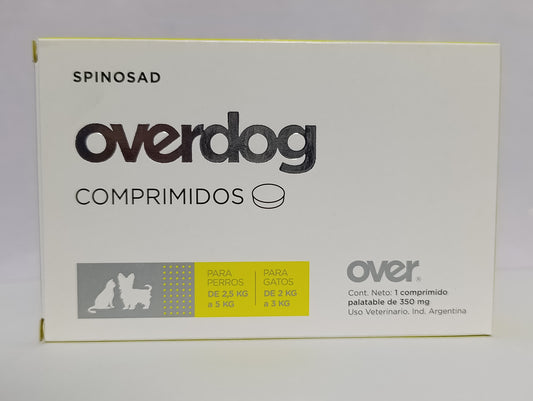 SPINOSAD
overdog
COMPRIMIDOS
PARA
PERROS
DE 2,5 KG
a 5 KG
PARA
GATOS
DE 2 KG
a 3 KG
over®
Cont. Neto: 1 comprimido
palatable de 350 mg
Uso Veterinario. Ind. Argentina